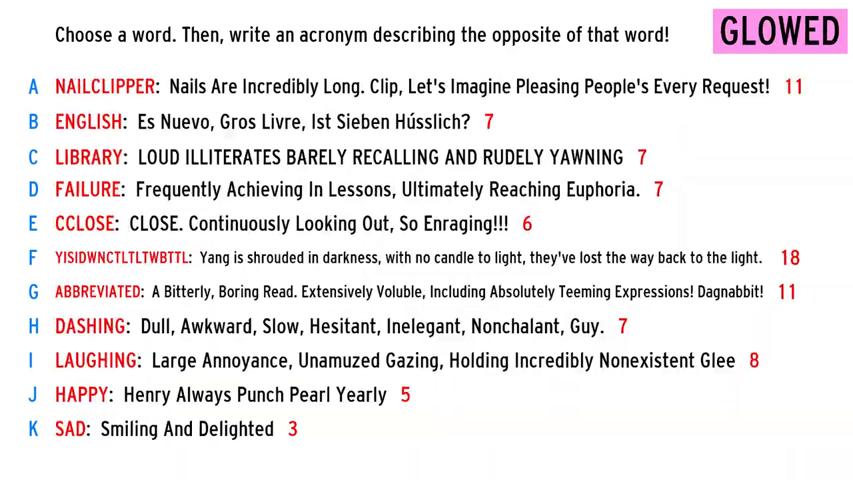 Choose a word. Then, write an acronym describing the opposite of that word!
GLOWED
A NAILCLIPPER: Nails Are Incredibly Long. Clip, Let's Imagine Pleasing People's Every Request! 11
B ENGLISH: Es Nuevo, Gros Livre, Ist Sieben Hússlich? 7
C LIBRARY: LOUD ILLITERATES BARELY RECALLING AND RUDELY YAWNING 7
D FAILURE: Frequently Achieving In Lessons, Ultimately Reaching Euphoria. 7
E CCLOSE: CLOSE. Continuously Looking Out, So Enraging!!! 6
F YISIDWNCTLTLTWBTTL: Yang is shrouded in darkness, with no candle to light, they've lost the way back to the light. 18
G ABBREVIATED: A Bitterly, Boring Read. Extensively Voluble, Including Absolutely Teeming Expressions! Dagnabbit! 11
H DASHING: Dull, Awkward, Slow, Hesitant, Inelegant, Nonchalant, Guy. 7
I LAUGHING: Large Annoyance, Unamuzed Gazing, Holding Incredibly Nonexistent Glee 8
J HAPPY: Henry Always Punch Pearl Yearly 5
K SAD: Smiling And Delighted 3